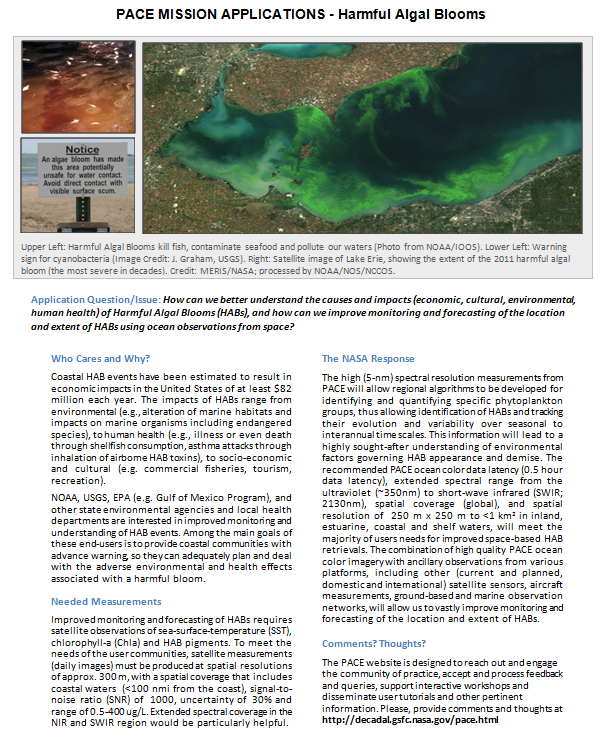 PACE MISSION APPLICATIONS - Harmful Algal Blooms
Notice
An algae bloom has made
this area potentially
unsafe for water contact.
Avoid direct contact with
visible surface scum.
Upper Left: Harmful Algal Blooms kill fish, contaminate seafood and pollute our waters (Photo from NOAA/IOOS). Lower Left: Warning
sign for cyanobacteria (Image Credit: J. Graham, USGS). Right: Satellite image of Lake Erie, showing the extent of the 2011 harmful algal
bloom (the most severe in decades). Credit: MERIS/NASA; processed by NOAA/NOS/NCCOS.
Application Question/Issue: How can we better understand the causes and impacts (economic, cultural, environmental,
human health) of Harmful Algal Blooms (HABs), and how can we improve monitoring and forecasting of the location
and extent of HABs using ocean observations from space?
Who Cares and Why?
Coastal HAB events have been estimated to result in
economic impacts in the United States of at least $82
million each year. The impacts of HABs range from
environmental (e.g., alteration of marine habitats and
impacts on marine organisms including endangered
species), to human health (e.g., illness or even death
through shellfish consumption, asthma attacks through
inhalation of airborne HAB toxins), to socio-economic
and cultural (e.g. commercial fisheries, tourism,
recreation).
NOAA, USGS, EPA (e.g. Gulf of Mexico Program), and
other state environmental agencies and local health
departments are interested in improved monitoring and
understanding of HAB events. Among the main goals of
these end-users is to provide coastal communities with
advance warning, so they can adequately plan and deal
with the adverse environmental and health effects
associated with a harmful bloom.
Needed Measurements
Improved monitoring and forecasting of HABs requires
satellite observations of sea-surface-temperature (SST),
chlorophyll-a (Chla) and HAB pigments. To meet the
needs of the user communities, satellite measurements
(daily images) must be produced at spatial resolutions
of approx. 300 m, with a spatial coverage that includes
coastal waters (<100 nmi from the coast), signal-to-
noise ratio (SNR) of 1000, uncertainty of 30% and
range of 0.5-400 ug/L. Extended spectral coverage in the
NIR and SWIR region would be particularly helpful.
The NASA Response
The high (5-nm) spectral resolution measurements from
PACE will allow regional algorithms to be developed for
identifying and quantifying specific phytoplankton
groups, thus allowing identification of HABs and tracking
their evolution and variability over seasonal to
interannual time scales. This information will lead to a
highly sought-after understanding of environmental
factors governing HAB appearance and demise. The
recommended PACE ocean color data latency (0.5 hour
data latency), extended spectral range from the
ultraviolet (~350nm) to short-wave infrared (SWIR;
2130nm), spatial coverage (global), and spatial
resolution of 250 m x 250 m to <1 km² in inland,
estuarine, coastal and shelf waters, will meet the
majority of users needs for improved space-based HAB
retrievals. The combination of high quality PACE ocean
color imagery with ancillary observations from various
platforms, including other (current and planned,
domestic and international) satellite sensors, aircraft
measurements, ground-based and marine observation
networks, will allow us to vastly improve monitoring and
forecasting of the location and extent of HABs.
Comments? Thoughts?
The PACE website is designed to reach out and engage
the community of practice, accept and process feedback
and queries, support interactive workshops and
disseminate user tutorials and other pertinent
information. Please, provide comments and thoughts at
http://decadal.gsfc.nasa.gov/pace.html